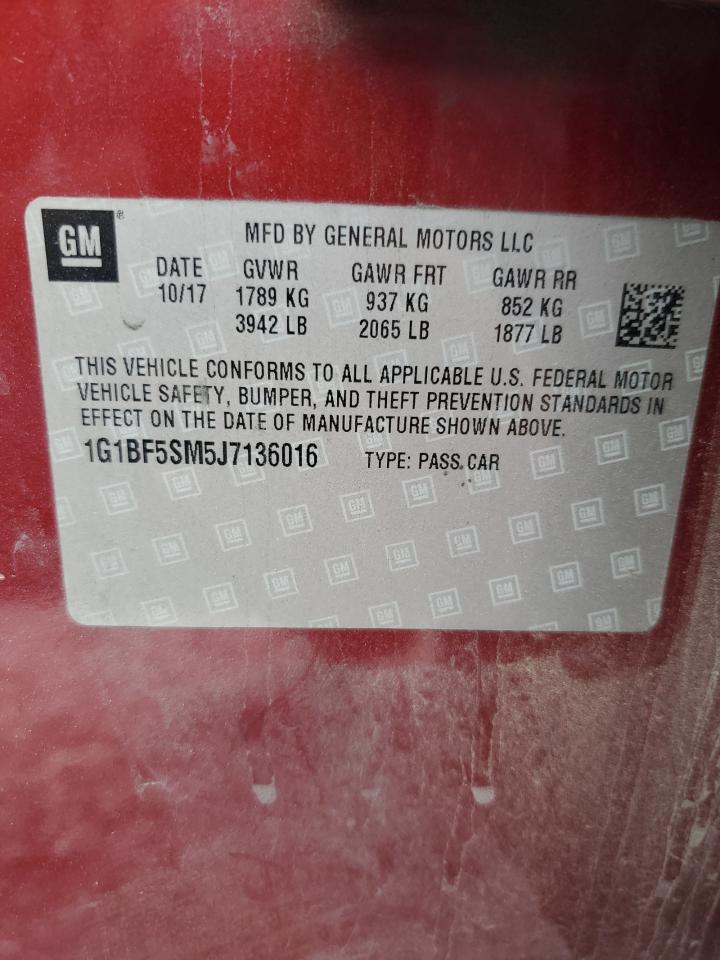 GM®
MFD BY GENERAL MOTORS LLC
DATE GVWR GAWR FRT GAWR RR
10/17 1789 KG 937 KG 852 KG
3942 LB 2065 LB 1877 LB
THIS VEHICLE CONFORMS TO ALL APPLICABLE U.S. FEDERAL MOTOR
VEHICLE SAFETY, BUMPER, AND THEFT PREVENTION STANDARDS IN
EFFECT ON THE DATE OF MANUFACTURE SHOWN ABOVE.
1G1BF5SM5J7136016 TYPE: PASS.CAR